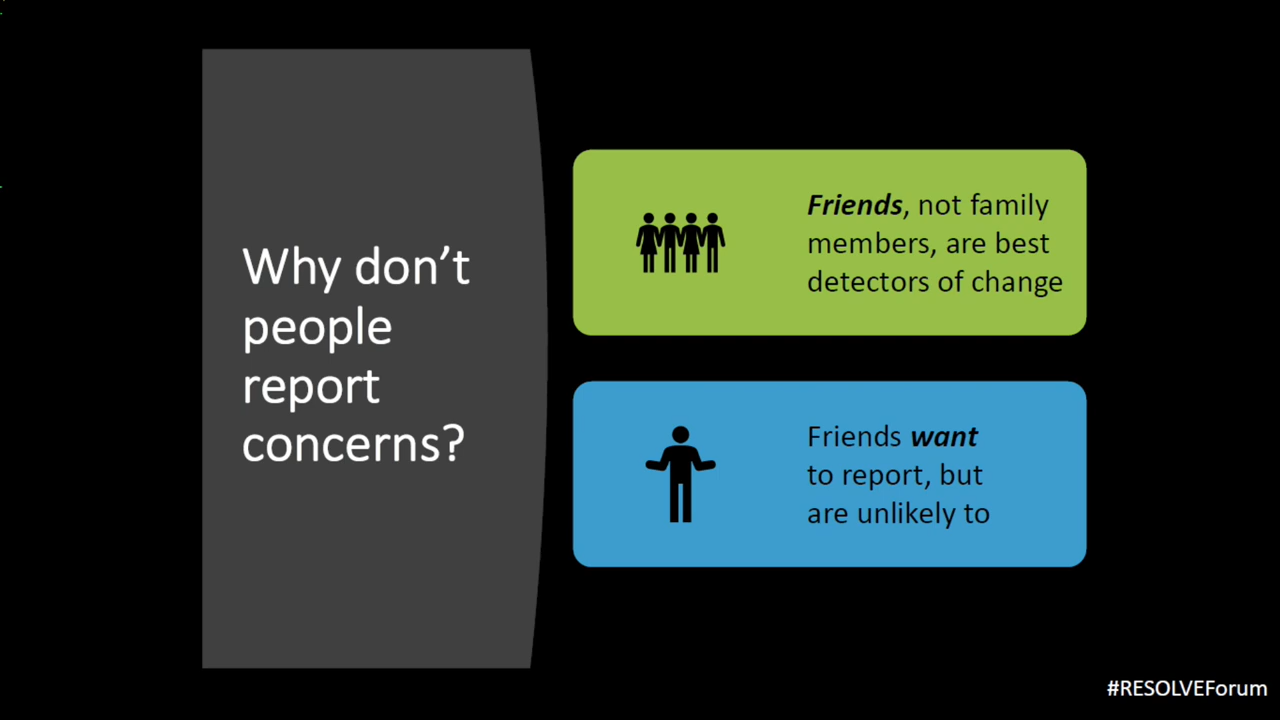 Why don’t
people
report
concerns?
Friends, not family
members, are best
detectors of change
Friends want
to report, but
are unlikely to
#RESOLVEForum